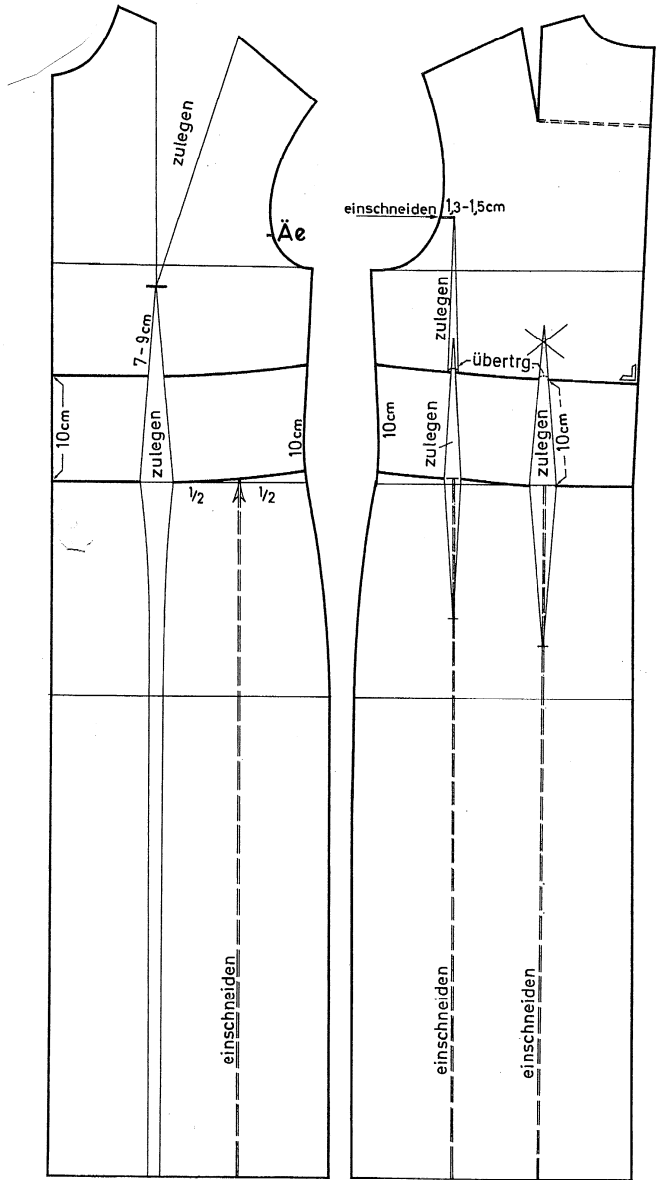 zulegen
Äe
7–9cm
10cm
zulegen
10cm
1/2
1/2
einschneiden
einschneiden
1,3–1,5cm
zulegen
übertrg.
10cm
zulegen
zulegen
10cm
einschneiden
einschneiden